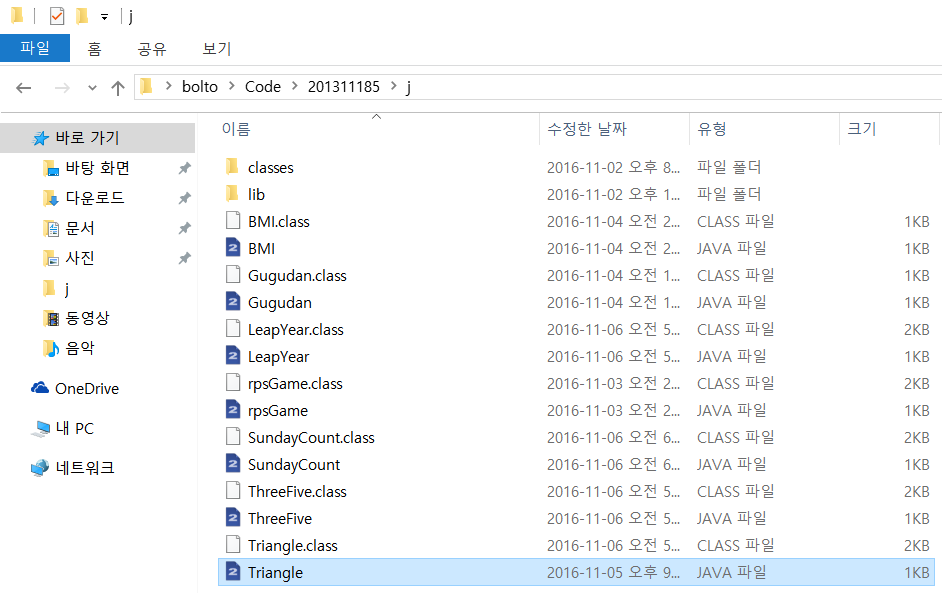 j
파일 홈 공유 보기
bolto Code 201311185 j
이름 수정한 날짜 유형 크기
바로 가기
바탕 화면
다운로드
문서
사진
j
동영상
음악
OneDrive
내 PC
네트워크
classes 2016-11-02 오후 8... 파일 폴더
lib 2016-11-02 오후 1... 파일 폴더
BMI.class 2016-11-04 오전 2... CLASS 파일 1KB
BMI 2016-11-04 오전 2... JAVA 파일 1KB
Gugudan.class 2016-11-04 오전 1... CLASS 파일 1KB
Gugudan 2016-11-04 오전 1... JAVA 파일 1KB
LeapYear.class 2016-11-06 오전 5... CLASS 파일 2KB
LeapYear 2016-11-06 오전 5... JAVA 파일 1KB
rpsGame.class 2016-11-03 오전 2... CLASS 파일 2KB
rpsGame 2016-11-03 오전 2... JAVA 파일 1KB
SundayCount.class 2016-11-06 오전 6... CLASS 파일 2KB
SundayCount 2016-11-06 오전 6... JAVA 파일 1KB
ThreeFive.class 2016-11-06 오전 5... CLASS 파일 2KB
ThreeFive 2016-11-06 오전 5... JAVA 파일 1KB
Triangle.class 2016-11-06 오전 5... CLASS 파일 2KB
Triangle 2016-11-05 오후 9... JAVA 파일 1KB